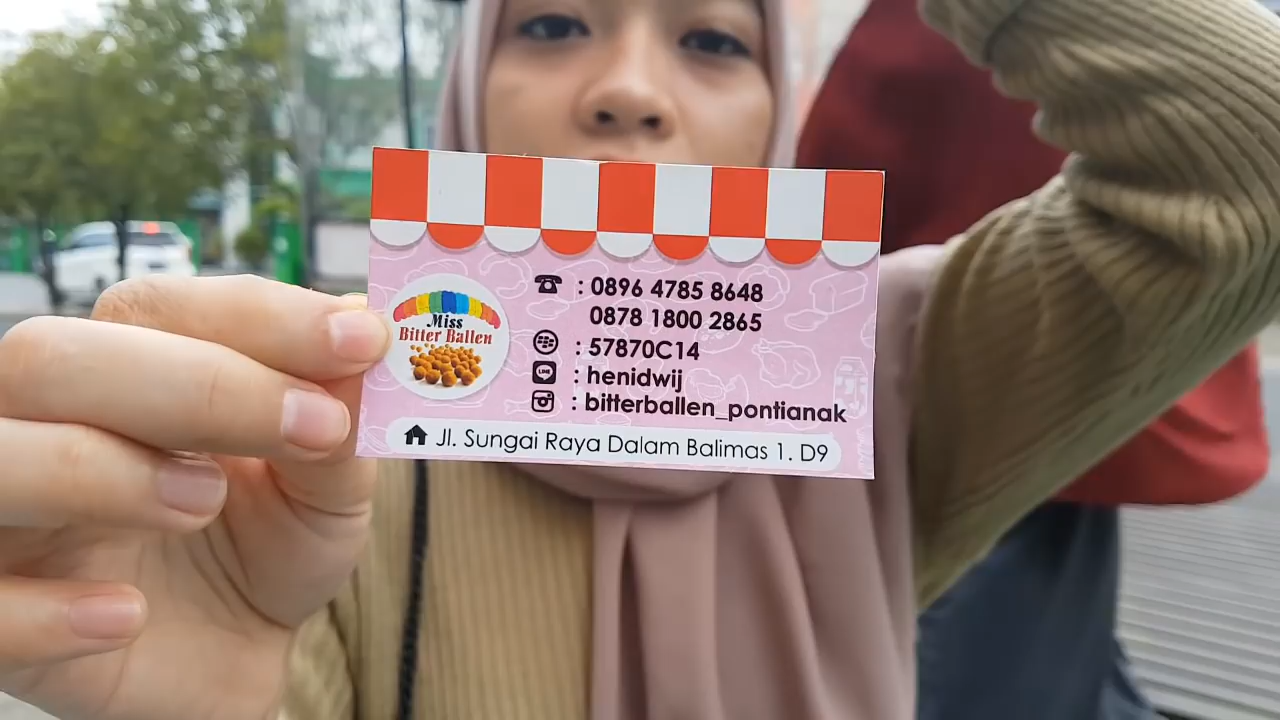 Miss
Bitter Ballen
: 0896 4785 8648
0878 1800 2865
: 57870C14
LINE
: henidwij
: bitterballen_pontianak
Jl. Sungai Raya Dalam Balimas 1. D9